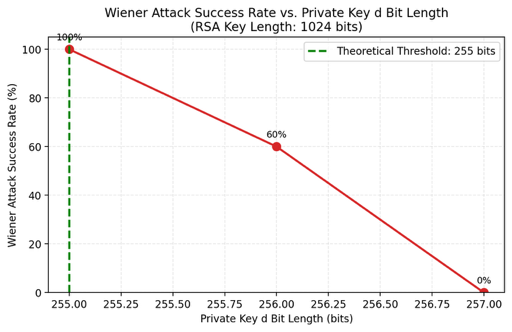 Wiener Attack Success Rate vs. Private Key d Bit Length
(RSA Key Length: 1024 bits)
Wiener Attack Success Rate (%)
100
80
60
40
20
0
100%
60%
0%
Theoretical Threshold: 255 bits
255.00 255.25 255.50 255.75 256.00 256.25 256.50 256.75 257.00
Private Key d Bit Length (bits)